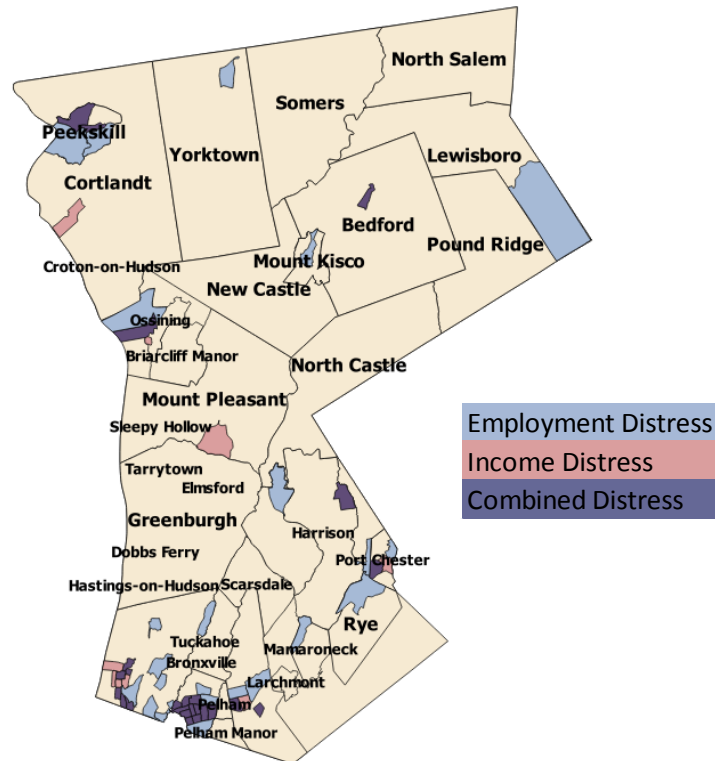 North Salem
Somers
Peekskill
Yorktown
Lewisboro
Cortlandt
Bedford
Pound Ridge
Croton-on-Hudson
Mount Kisco
New Castle
Ossining
Briarcliff Manor
North Castle
Mount Pleasant
Sleepy Hollow
Employment Distress
Income Distress
Combined Distress
Tarrytown
Elmsford
Greenburgh
Harrison
Dobbs Ferry
Port Chester
Hastings-on-Hudson
Scarsdale
Rye
Tuckahoe
Mamaroneck
Bronxville
Larchmont
Pelham
Pelham Manor